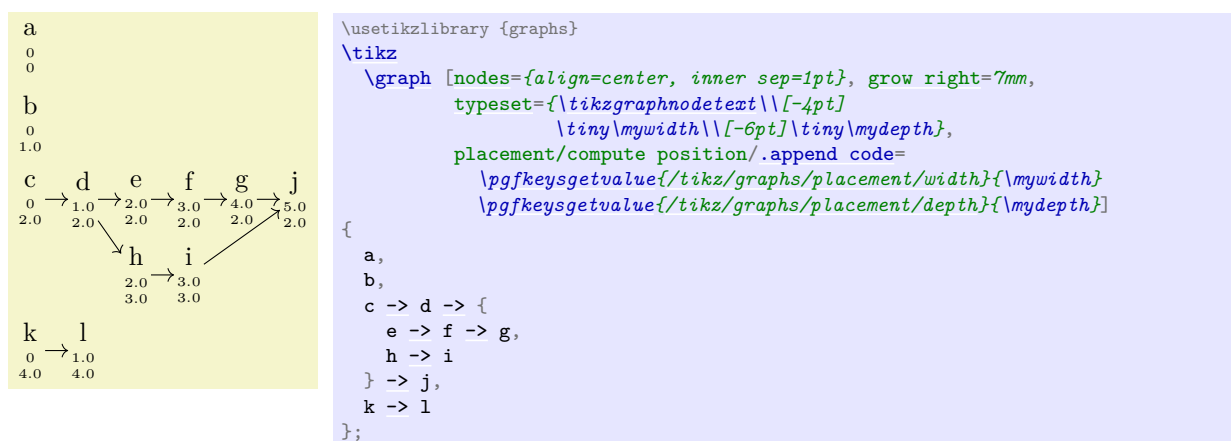 a
0
0
b
0
1.0
c d e f g j
0 1.0 2.0 3.0 4.0 5.0
2.0 2.0 2.0 2.0 2.0 2.0
h i
2.0 3.0
3.0 3.0
k l
0 1.0
4.0 4.0
\usetikzlibrary {graphs}
\tikz
\graph [nodes={align=center, inner sep=1pt}, grow right=7mm,
typeset={\tikzgraphnodetext\\[-4pt]
\tiny\mywidth\\[-6pt]\tiny\mydepth},
placement/compute position/.append code=
\pgfkeysgetvalue{/tikz/graphs/placement/width}{\mywidth}
\pgfkeysgetvalue{/tikz/graphs/placement/depth}{\mydepth}]
{
a,
b,
c -> d -> {
e -> f -> g,
h -> i
} -> j,
k -> l
};